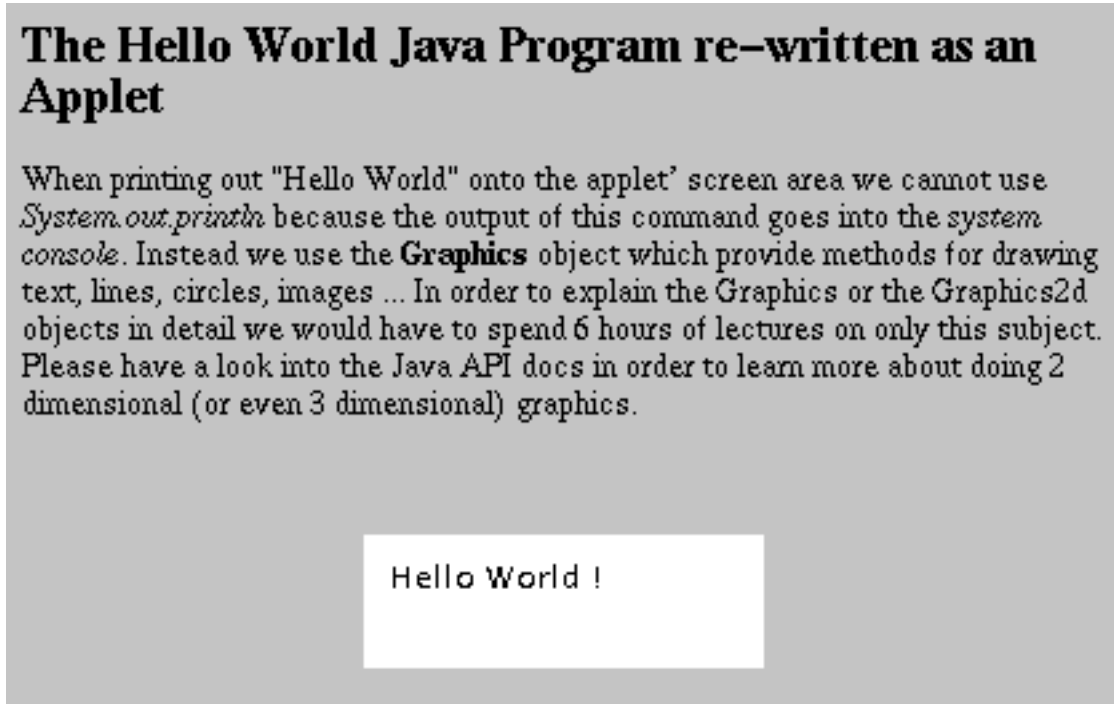 The Hello World Java Program re-written as an
Applet
When printing out "Hello World" onto the applet' screen area we cannot use
System.out.println because the output of this command goes into the system
console. Instead we use the Graphics object which provide methods for drawing
text, lines, circles, images ... In order to explain the Graphics or the Graphics2d
objects in detail we would have to spend 6 hours of lectures on only this subject.
Please have a look into the Java API docs in order to learn more about doing 2
dimensional (or even 3 dimensional) graphics.
Hello World !